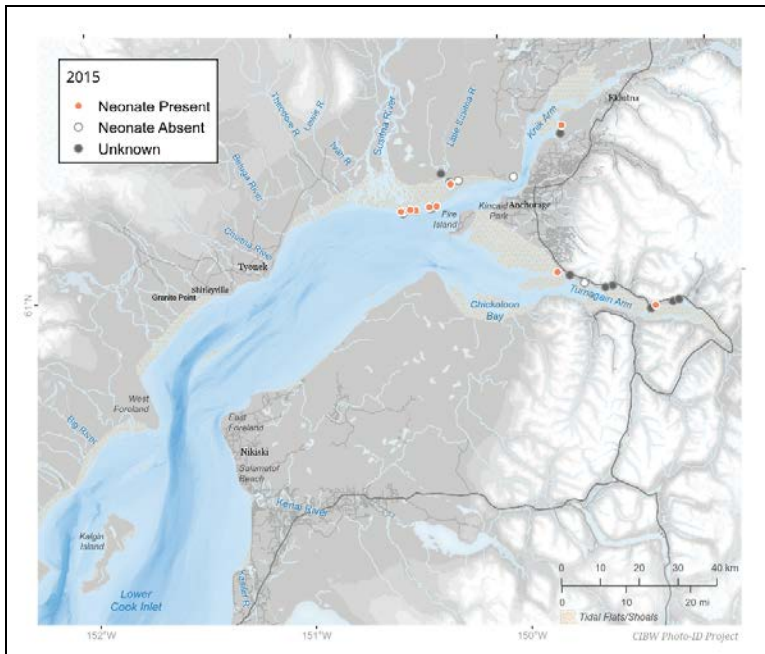 2015
Neonate Present
Neonate Absent
Unknown
Theodore R.
Lewis R.
Ivan R.
Susitna River
Little Susitna R.
Knik Arm
Eklutna
Beluga River
Chuitna River
Fire
Island
Kincaid
Park
Anchorage
Tyonek
Shirleyville
Granite Point
Turnagain Arm
Chickaloon
Bay
61°N
West
Foreland
East
Foreland
Big River
Nikiski
Salamatof
Beach
Kenai River
Kalgin
Island
Lower
Cook Inlet
Kasilof R.
0 10 20 30 40 km
0 10 20 mi
Tidal Flats/Shoals
CIBW Photo-ID Project
152°W
151°W
150°W